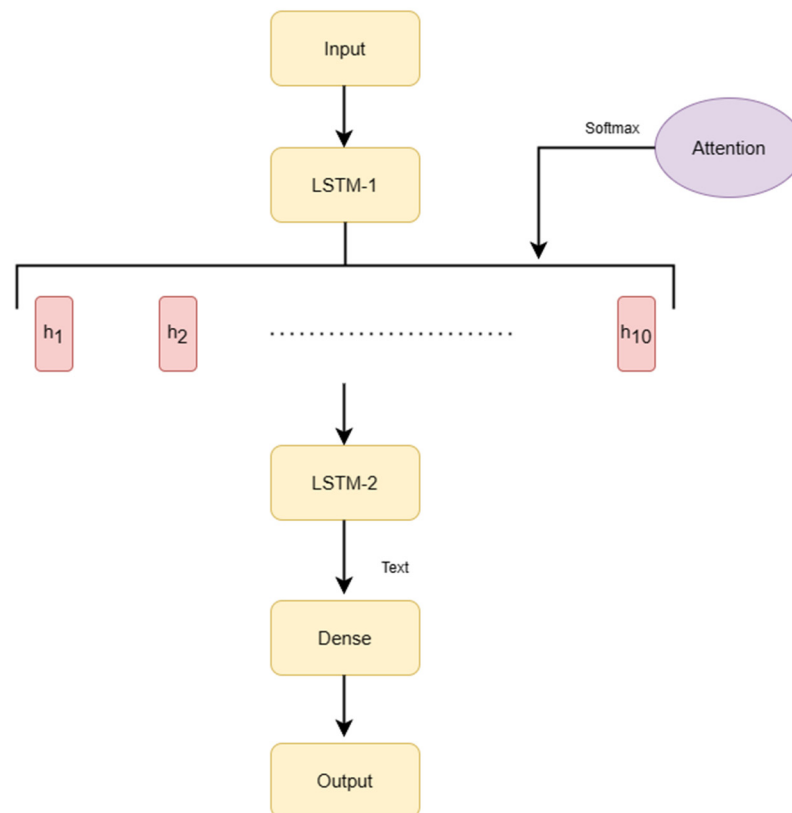 Input
Softmax
Attention
LSTM-1
h1
h2
h10
LSTM-2
Text
Dense
Output